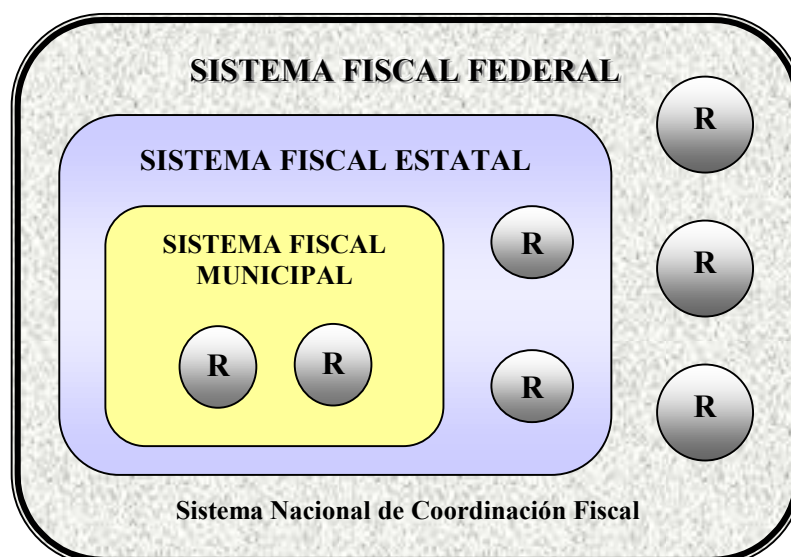 SISTEMA FISCAL FEDERAL
R
SISTEMA FISCAL ESTATAL
R
SISTEMA FISCAL
MUNICIPAL
R
R
R
R
R
Sistema Nacional de Coordinación Fiscal